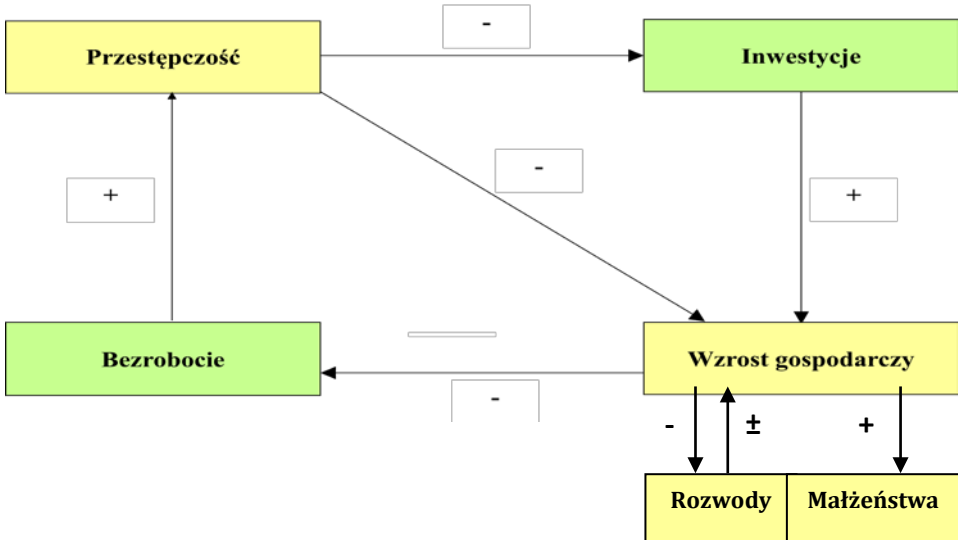 -
Przestępczość
Inwestycje
-
+
+
Bezrobocie
Wzrost gospodarczy
-
-
±
+
Rozwody
Małżeństwa